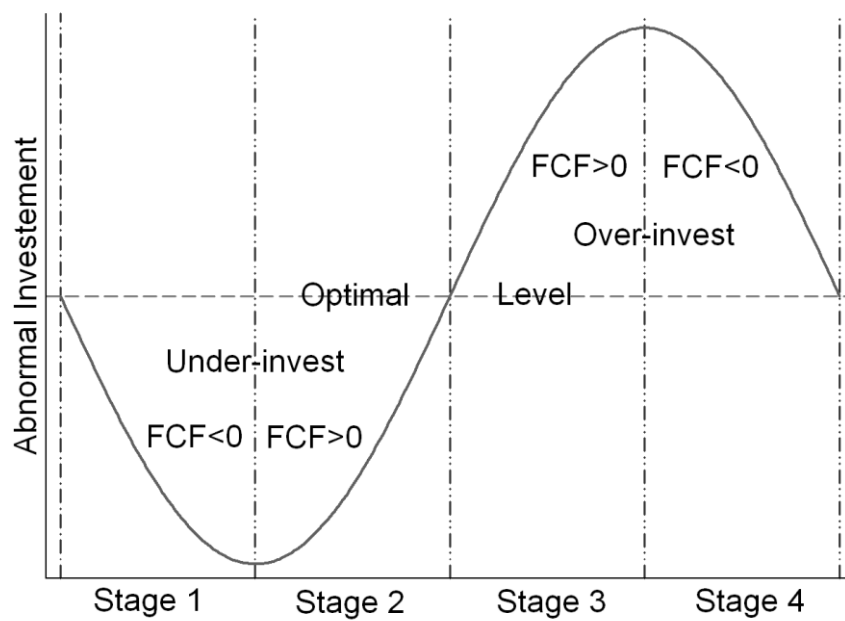 Abnormal Investement
FCF>0 FCF<0
Over-invest
Optimal Level
Under-invest
FCF<0 FCF>0
Stage 1 Stage 2 Stage 3 Stage 4